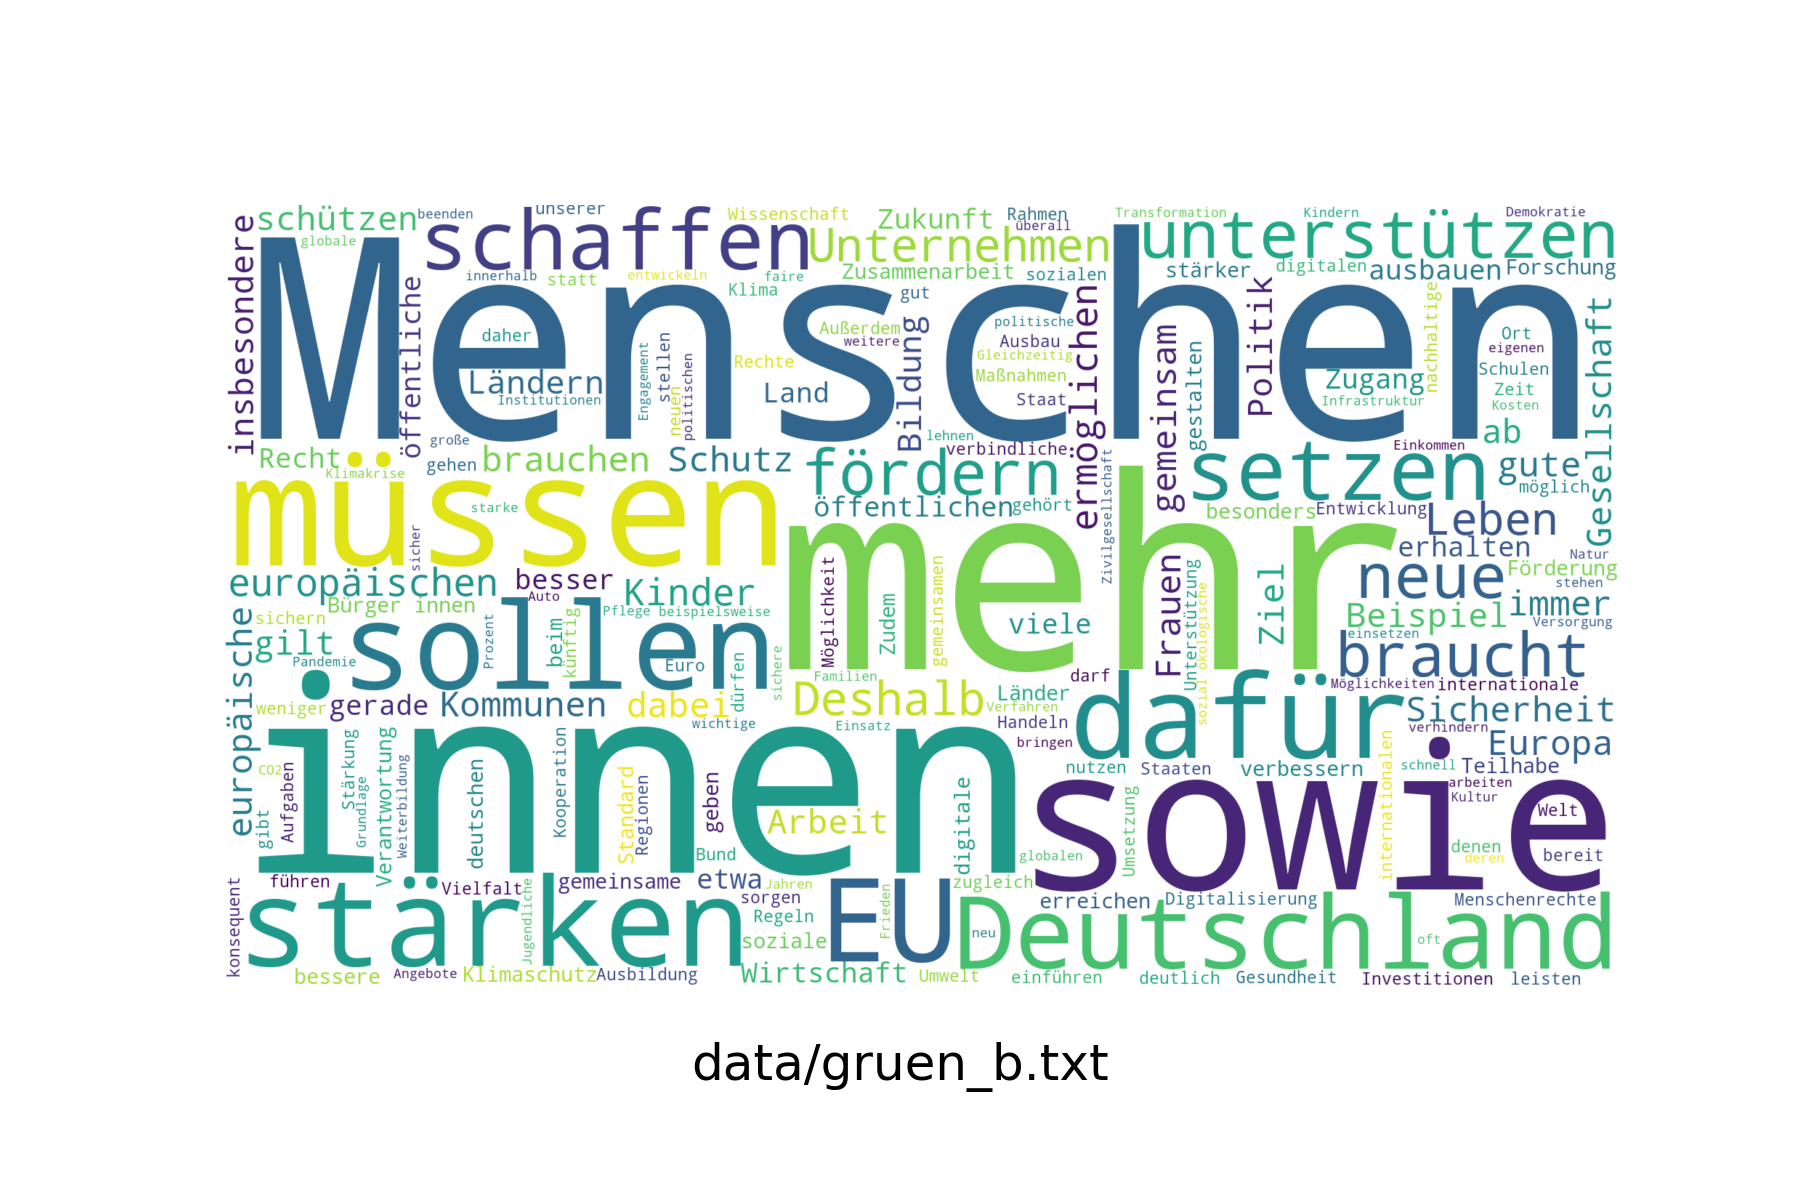 schützen
beenden
schaffen
unserer
Unternehmen
Wissenschaft
Zukunft
Rahmen
überall
Transformation
unterstützen
Kindern
Demokratie
insbesondere
globale
Menschen
öffentliche
innerhalb
statt
entwickeln
faire
Klima
Zusammenarbeit
sozialen
gut
stärker
digitalen
ausbauen
Forschung
daher
Ländern
Institutionen
Engagement
stellen
neuen
politischen
Rechte
Land
Außerdem
weitere
Bildung
politische
Ausbau
Gleichzeitig
Maßnahmen
Staat
ermöglichen
gemeinsam
gestalten
Politik
Zugang
Infrastruktur
nachhaltige
Ort
eigenen
Schulen
Zeit
Kosten
Gesellschaft
Recht
Klimakrise
große
gehen
brauchen
Schutz
fördern
lehnen
verbindliche
öffentlichen
gehört
Zivilgesellschaft
setzen
Einkommen
ab
gute
möglich
müssen
starke
sicher
mehr
besonders
Entwicklung
Leben
erhalten
Natur
europäischen
besser
Auto
Kinder
neue
Förderung
stehen
europäische
Bürger innen
sichern
gilt
Pandemie
sollen
Prozent
beim
künftig
Pflege
beispielsweise
Euro
dürfen
sichere
Möglichkeit
Zudem
gemeinsamen
viele
Frauen
Unterstützung
sozial ökologische
Ziel
Beispiel
immer
Versorgung
einsetzen
braucht
Familien
darf
Möglichkeiten
internationale
weniger
gerade
Kommunen
dabei
wichtige
Deshalb
Einsatz
Länder
Verfahren
Handeln
bringen
dafür
Sicherheit
verhindern
Europa
innen
CO2
Aufgaben
gibt
Stärkung
Grundlage
Verantwortung
Weiterbildung
deutschen
Kooperation
Standard
Regionen
geben
Arbeit
Bund
digitale
globalen
nutzen
Staaten
verbessern
Umsetzung
internationalen
schnell
Teilhabe
arbeiten
Kultur
Welt
sowie
denen
deren
bereit
konsequent
führen
Vielfalt
stärken
Jugendliche
gemeinsame
etwa
Jahren
sorgen
Regeln
soziale
EU
Frieden
zugleich
neu
erreichen
Digitalisierung
Menschenrechte
Deutschland
oft
bessere
Angebote
Klimaschutz
Ausbildung
Wirtschaft
Umwelt
einführen
deutlich
Gesundheit
Investitionen
leisten
data/gruen_b.txt